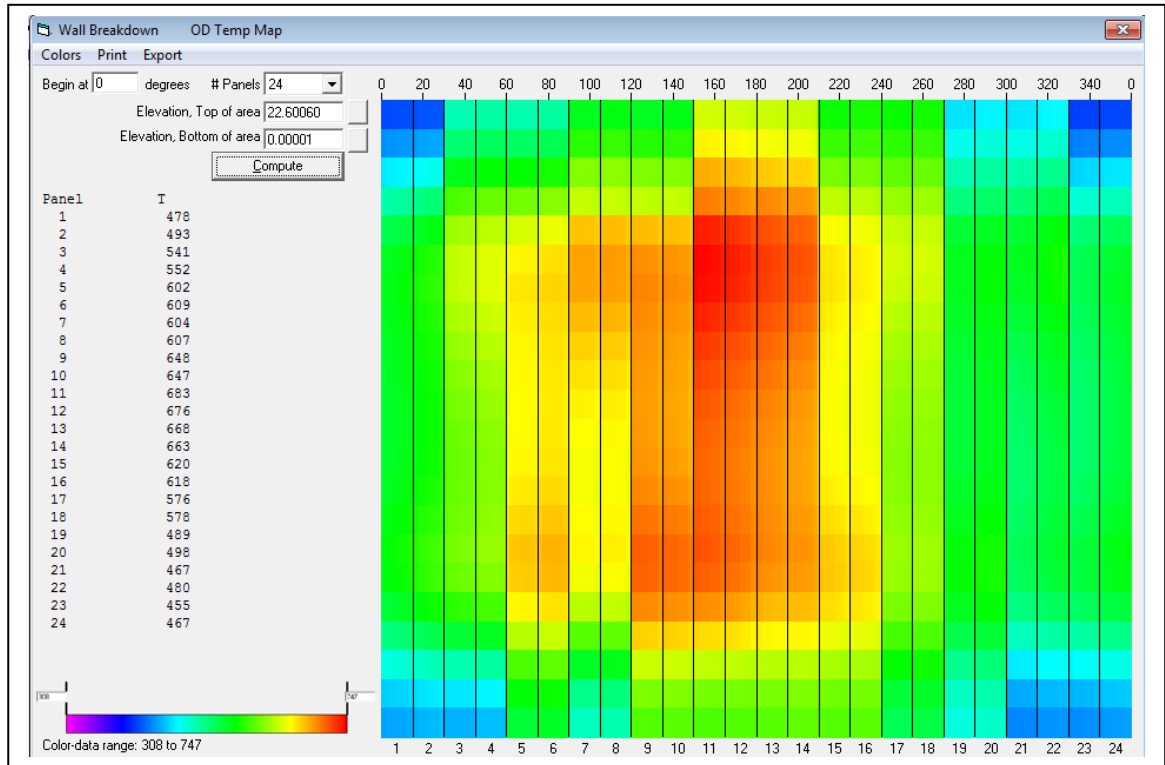 Wall Breakdown OD Temp Map
Colors Print Export
Begin at 0 degrees # Panels 24
Elevation, Top of area 22.60060
Elevation, Bottom of area 0.00001
Compute
Panel T
1 478
2 493
3 541
4 552
5 602
6 609
7 604
8 607
9 648
10 647
11 683
12 676
13 668
14 663
15 620
16 618
17 576
18 578
19 489
20 498
21 467
22 480
23 455
24 467
308 747
Color-data range: 308 to 747
0 20 40 60 80 100 120 140 160 180 200 220 240 260 280 300 320 340 0
1 2 3 4 5 6 7 8 9 10 11 12 13 14 15 16 17 18 19 20 21 22 23 24